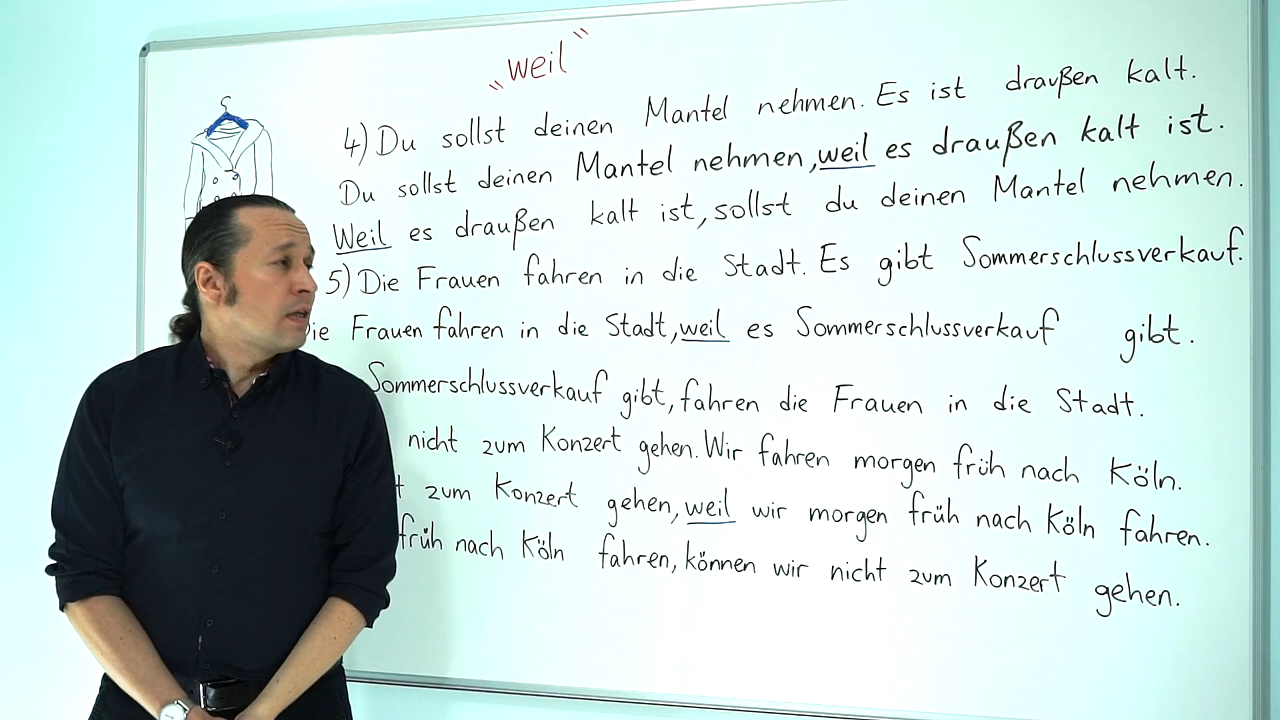 "weil"
4) Du sollst deinen Mantel nehmen. Es ist draußen kalt.
Du sollst deinen Mantel nehmen, weil es draußen kalt ist.
Weil es draußen kalt ist, sollst du deinen Mantel nehmen.
5) Die Frauen fahren in die Stadt. Es gibt Sommerschlussverkauf.
ie Frauen fahren in die Stadt, weil es Sommerschlussverkauf gibt.
Sommerschlussverkauf gibt, fahren die Frauen in die Stadt.
nicht zum Konzert gehen. Wir fahren morgen früh nach Köln.
t zum Konzert gehen, weil wir morgen früh nach Köln fahren.
früh nach Köln fahren, können wir nicht zum Konzert gehen.